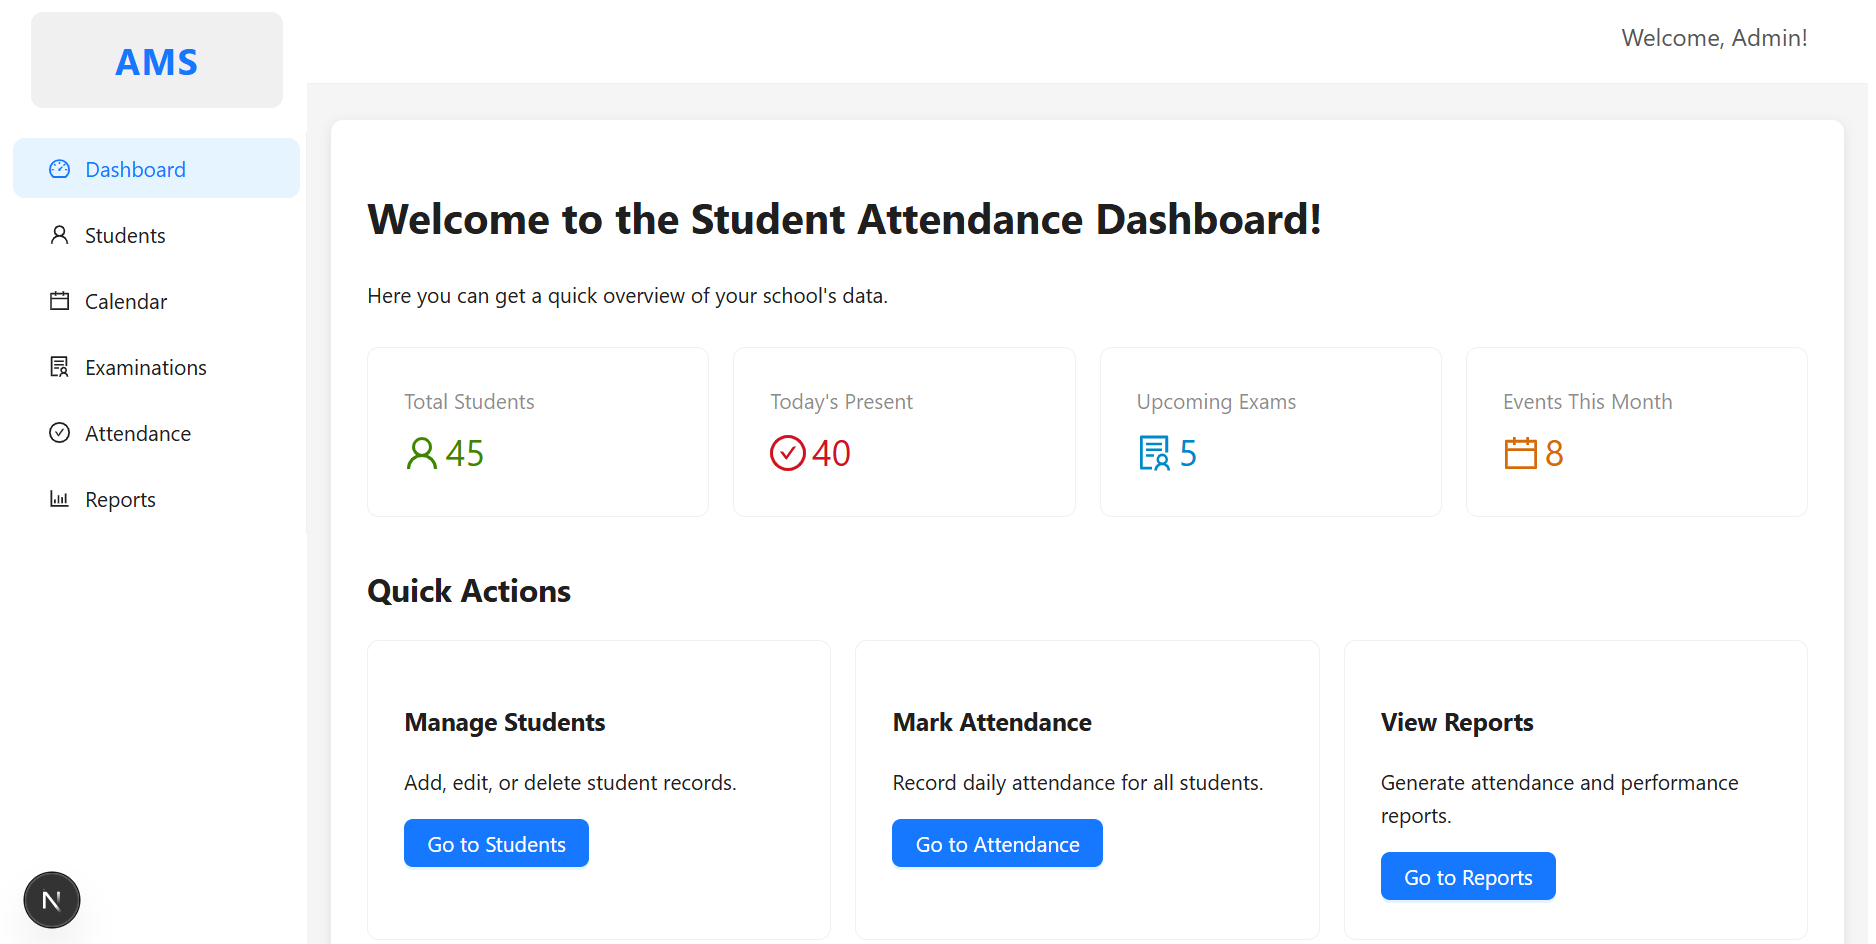 AMS
Welcome, Admin!
Dashboard
Students
Calendar
Examinations
Attendance
Reports
Welcome to the Student Attendance Dashboard!
Here you can get a quick overview of your school's data.
Total Students
45
Today's Present
40
Upcoming Exams
5
Events This Month
8
Quick Actions
Manage Students
Add, edit, or delete student records.
Go to Students
Mark Attendance
Record daily attendance for all students.
Go to Attendance
View Reports
Generate attendance and performance
reports.
Go to Reports
N